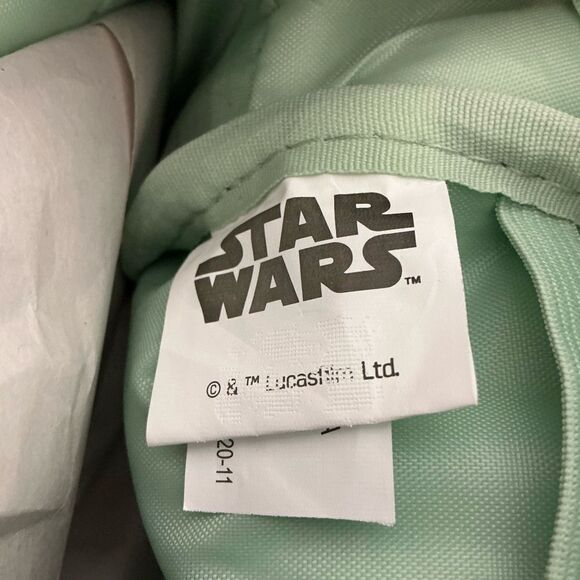 STAR
WARS™
© & ™ Lucasfilm Ltd.
20-11